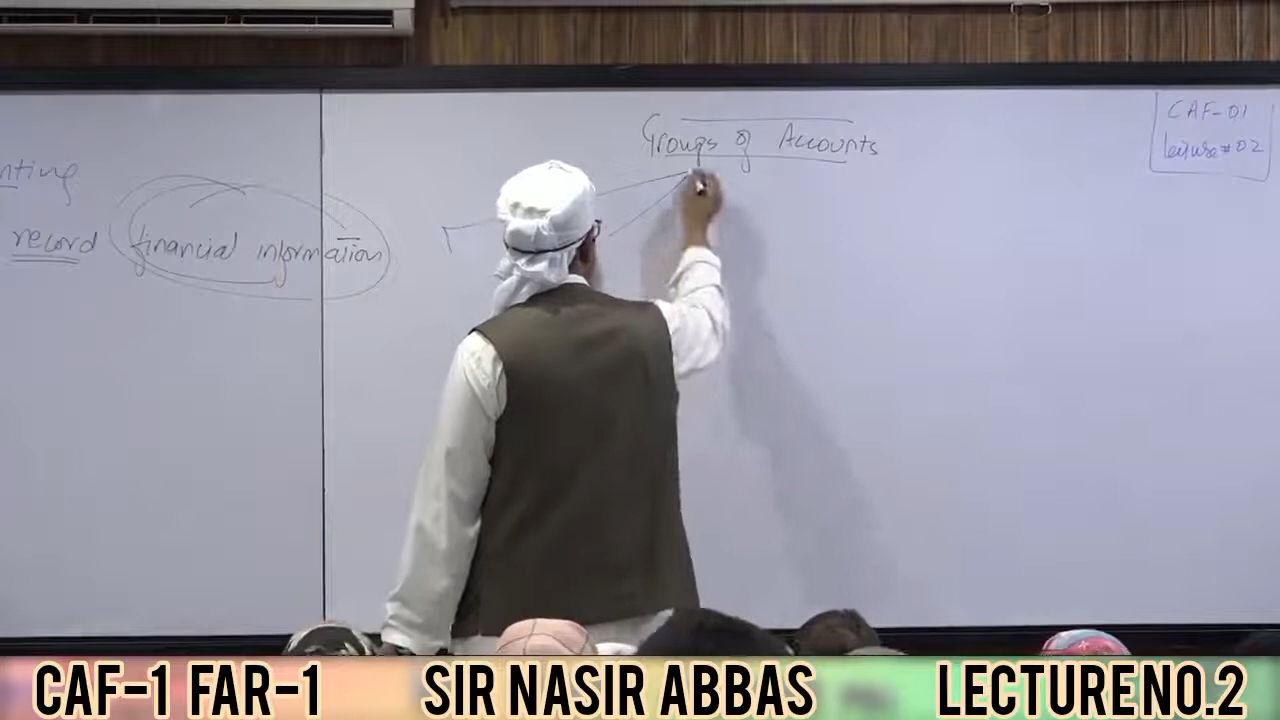 Groups of Accounts
CAF-01
Lecture # 02
nting
record financial information
CAF-1 FAR-1 SIR NASIR ABBAS LECTURE NO.2